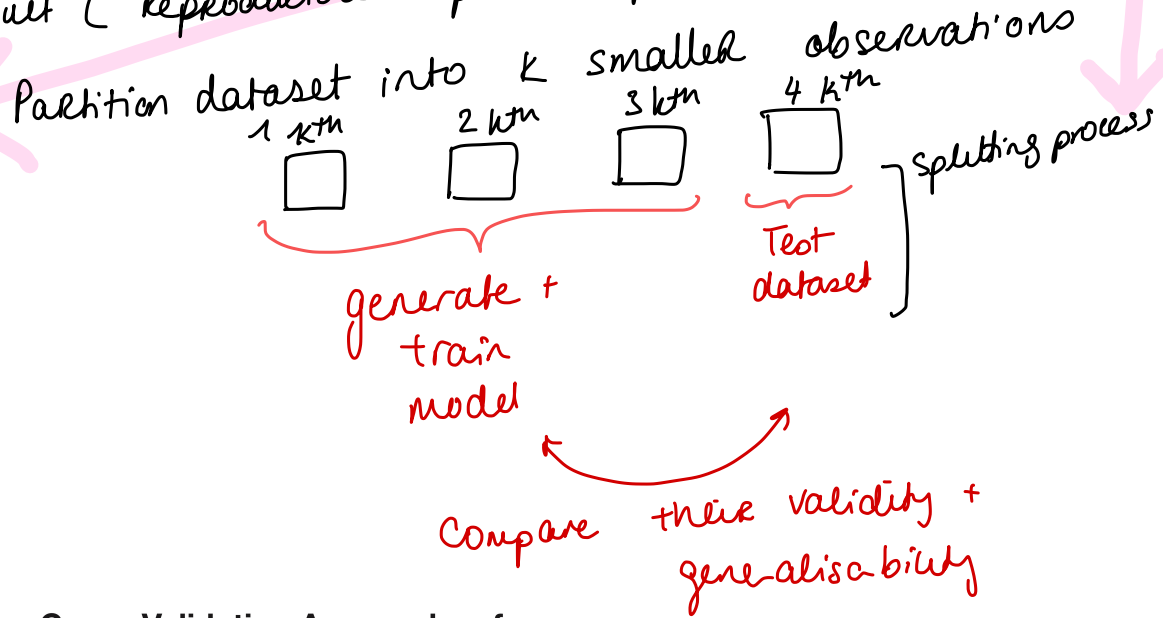 Partition dataset into k smaller observations
1 kth 2 kth 3 kth 4 kth
splitting process
Test
dataset
generate +
train
model
Compare their validity +
generalisability